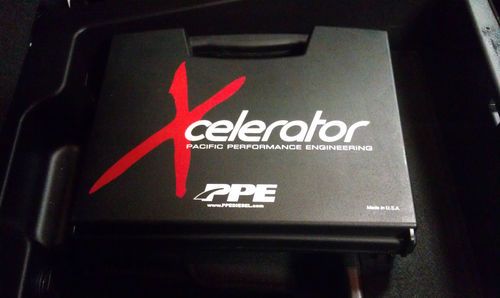 Xcelerator
PACIFIC PERFORMANCE ENGINEERING
PPE
www.PPEDIESEL.com
Made in U.S.A.